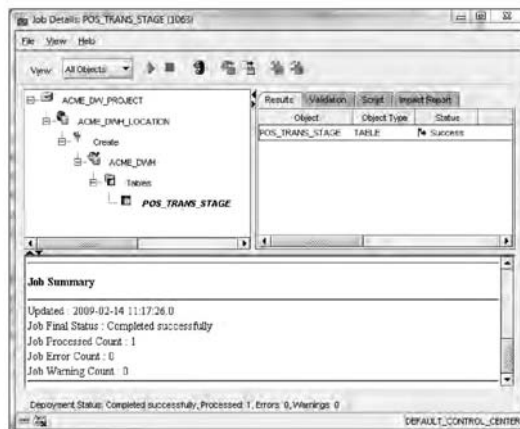 Job Details: POS_TRANS_STAGE (1065)
File View Help
View: All Objects
ACME_DW_PROJECT
ACME_DWH_LOCATION
Create
ACME_DWH
Tables
POS_TRANS_STAGE
Results Validation Script Impact Report
Object Object Type Status
POS_TRANS_STAGE TABLE Success
Job Summary
Updated : 2009-02-14 11:17:26.0
Job Final Status : Completed successfully
Job Processed Count : 1
Job Error Count : 0
Job Warning Count : 0
Deployment Status: Completed successfully, Processed: 1, Errors: 0, Warnings: 0
DEFAULT_CONTROL_CENTER